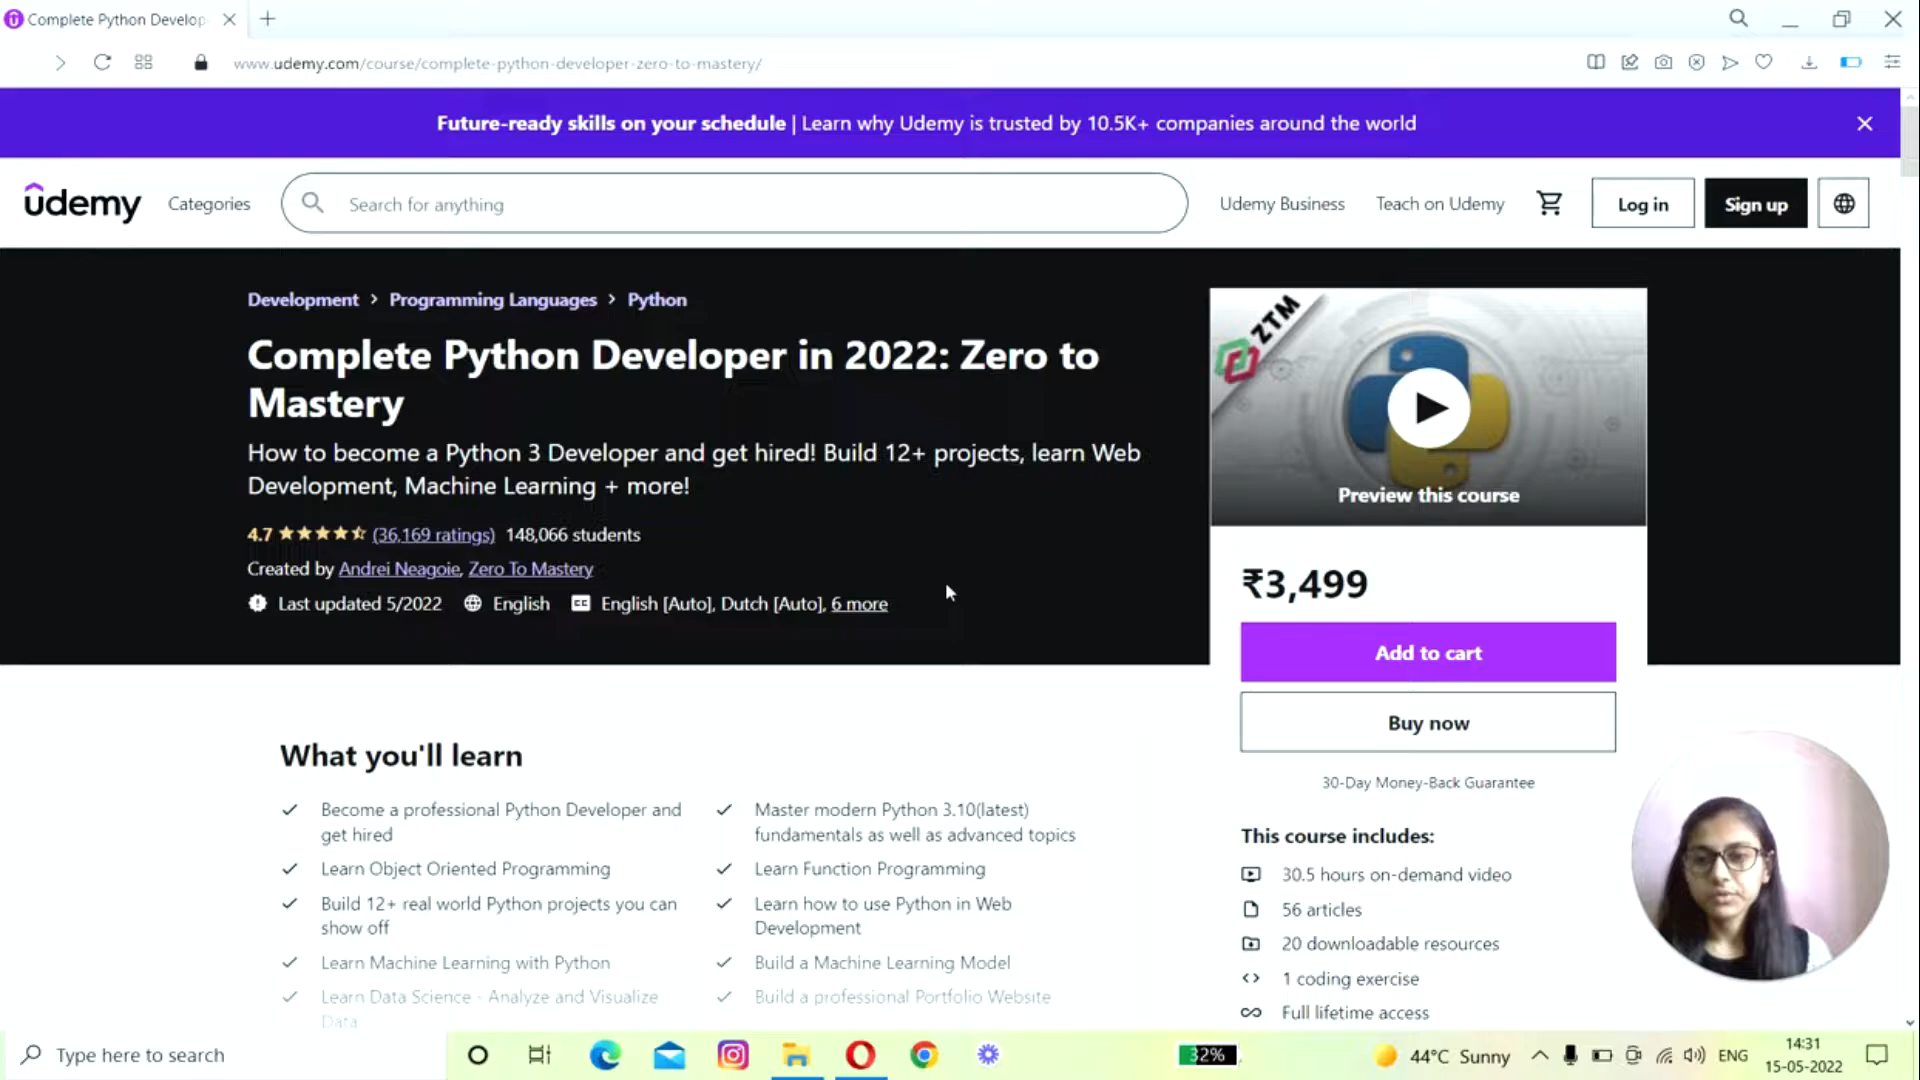 Complete Python Develop
www.udemy.com/course/complete-python-developer-zero-to-mastery/
Future-ready skills on your schedule | Learn why Udemy is trusted by 10.5K+ companies around the world
udemy
Categories
Search for anything
Udemy Business
Teach on Udemy
Log in
Sign up
Development > Programming Languages > Python
Complete Python Developer in 2022: Zero to
Mastery
How to become a Python 3 Developer and get hired! Build 12+ projects, learn Web
Development, Machine Learning + more!
4.7 (36,169 ratings) 148,066 students
Created by Andrei Neagoie, Zero To Mastery
Last updated 5/2022 English CC English [Auto], Dutch [Auto], 6 more
ZTM
Preview this course
₹3,499
Add to cart
Buy now
30-Day Money-Back Guarantee
This course includes:
30.5 hours on-demand video
56 articles
20 downloadable resources
1 coding exercise
Full lifetime access
What you'll learn
Become a professional Python Developer and
get hired
Learn Object Oriented Programming
Build 12+ real world Python projects you can
show off
Learn Machine Learning with Python
Learn Data Science - Analyze and Visualize
Data
Master modern Python 3.10(latest)
fundamentals as well as advanced topics
Learn Function Programming
Learn how to use Python in Web
Development
Build a Machine Learning Model
Build a professional Portfolio Website
Type here to search
32%
44°C Sunny
ENG
14:31
15-05-2022